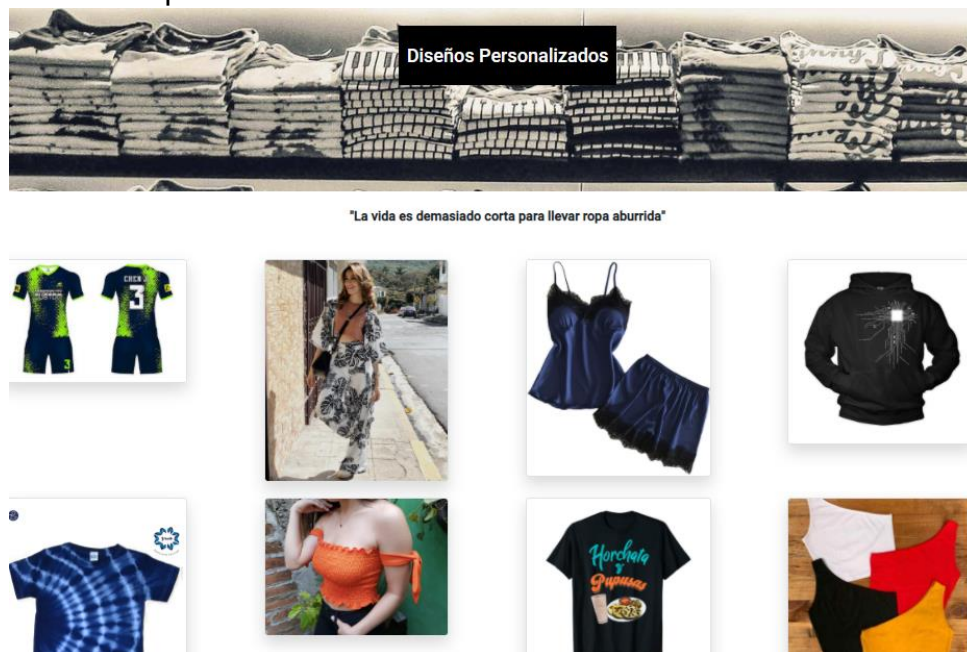 Diseños Personalizados
"La vida es demasiado corta para llevar ropa aburrida"
CHEN J
3
3
Horchata
y
Pupusas